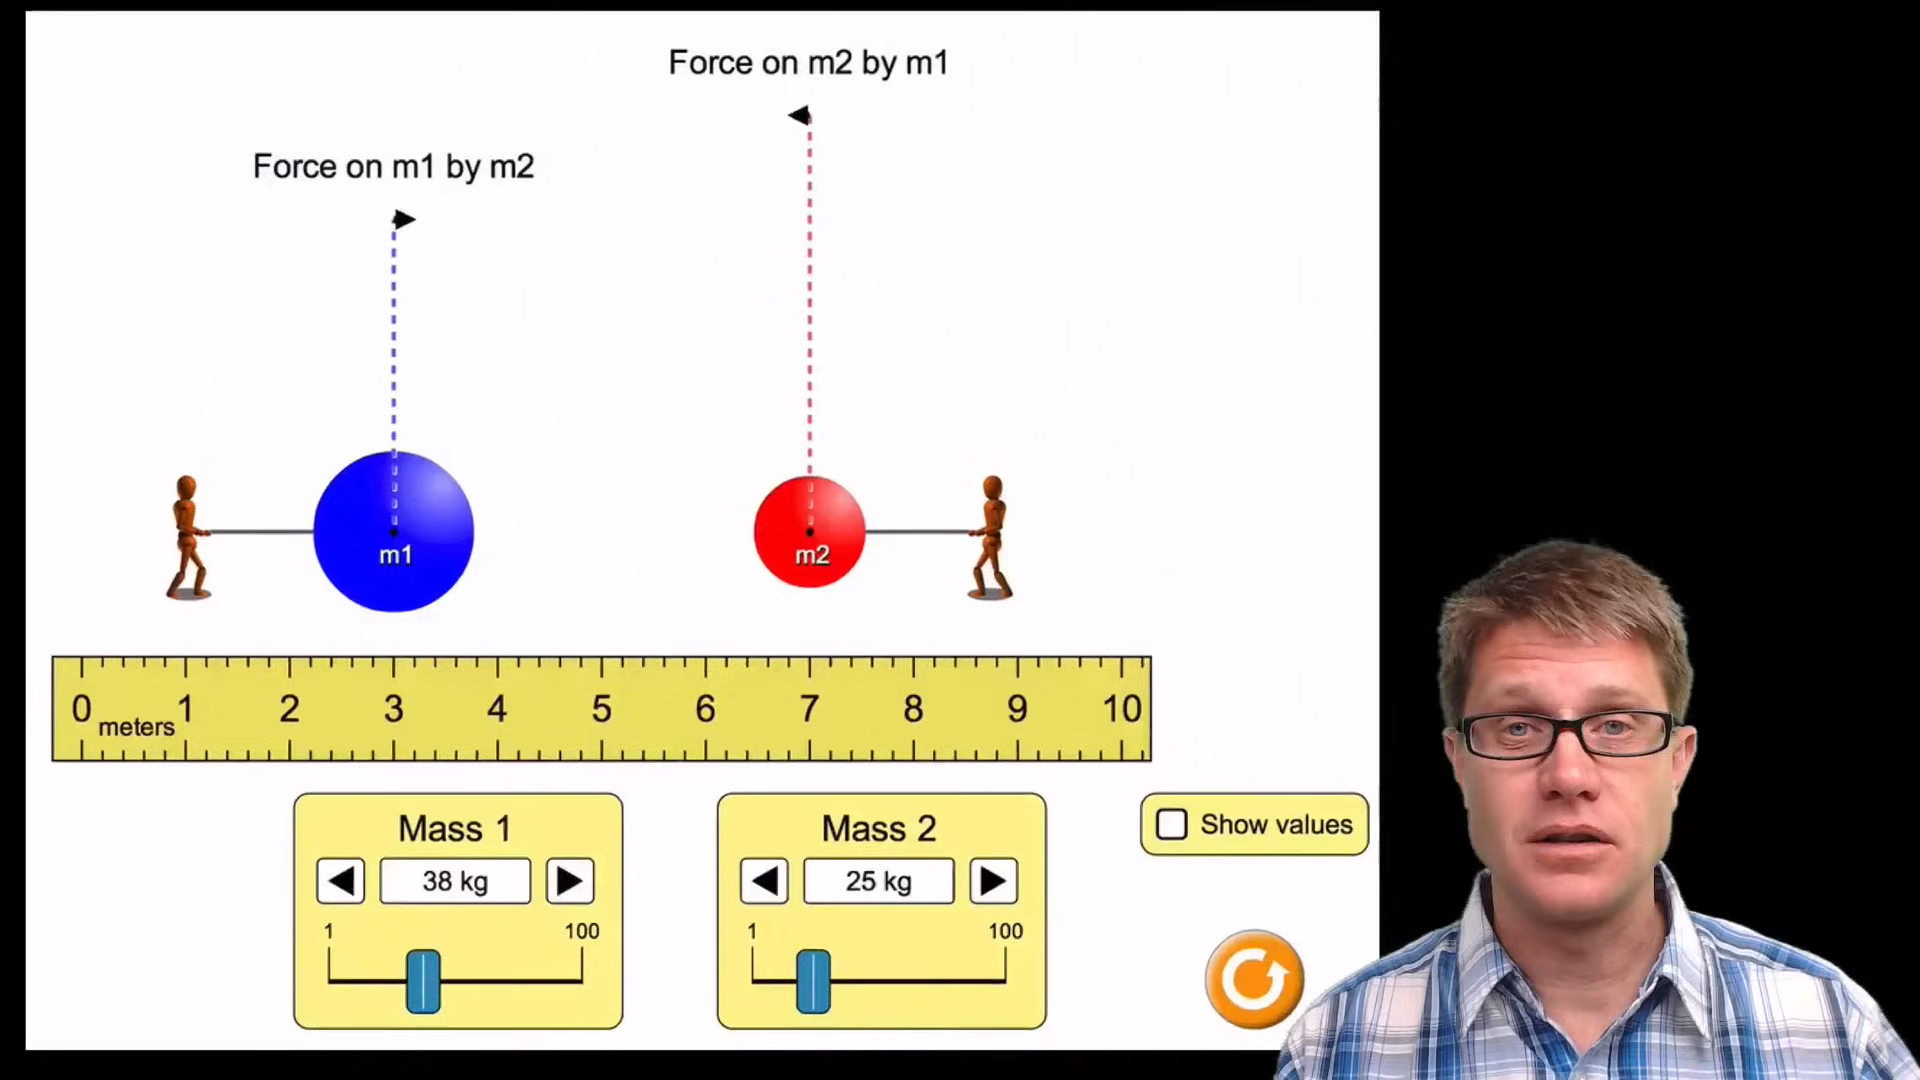 Force on m2 by m1
Force on m1 by m2
m1
m2
0 meters 1 2 3 4 5 6 7 8 9 10
Mass 1
38 kg
1 100
Mass 2
25 kg
1 100
Show values